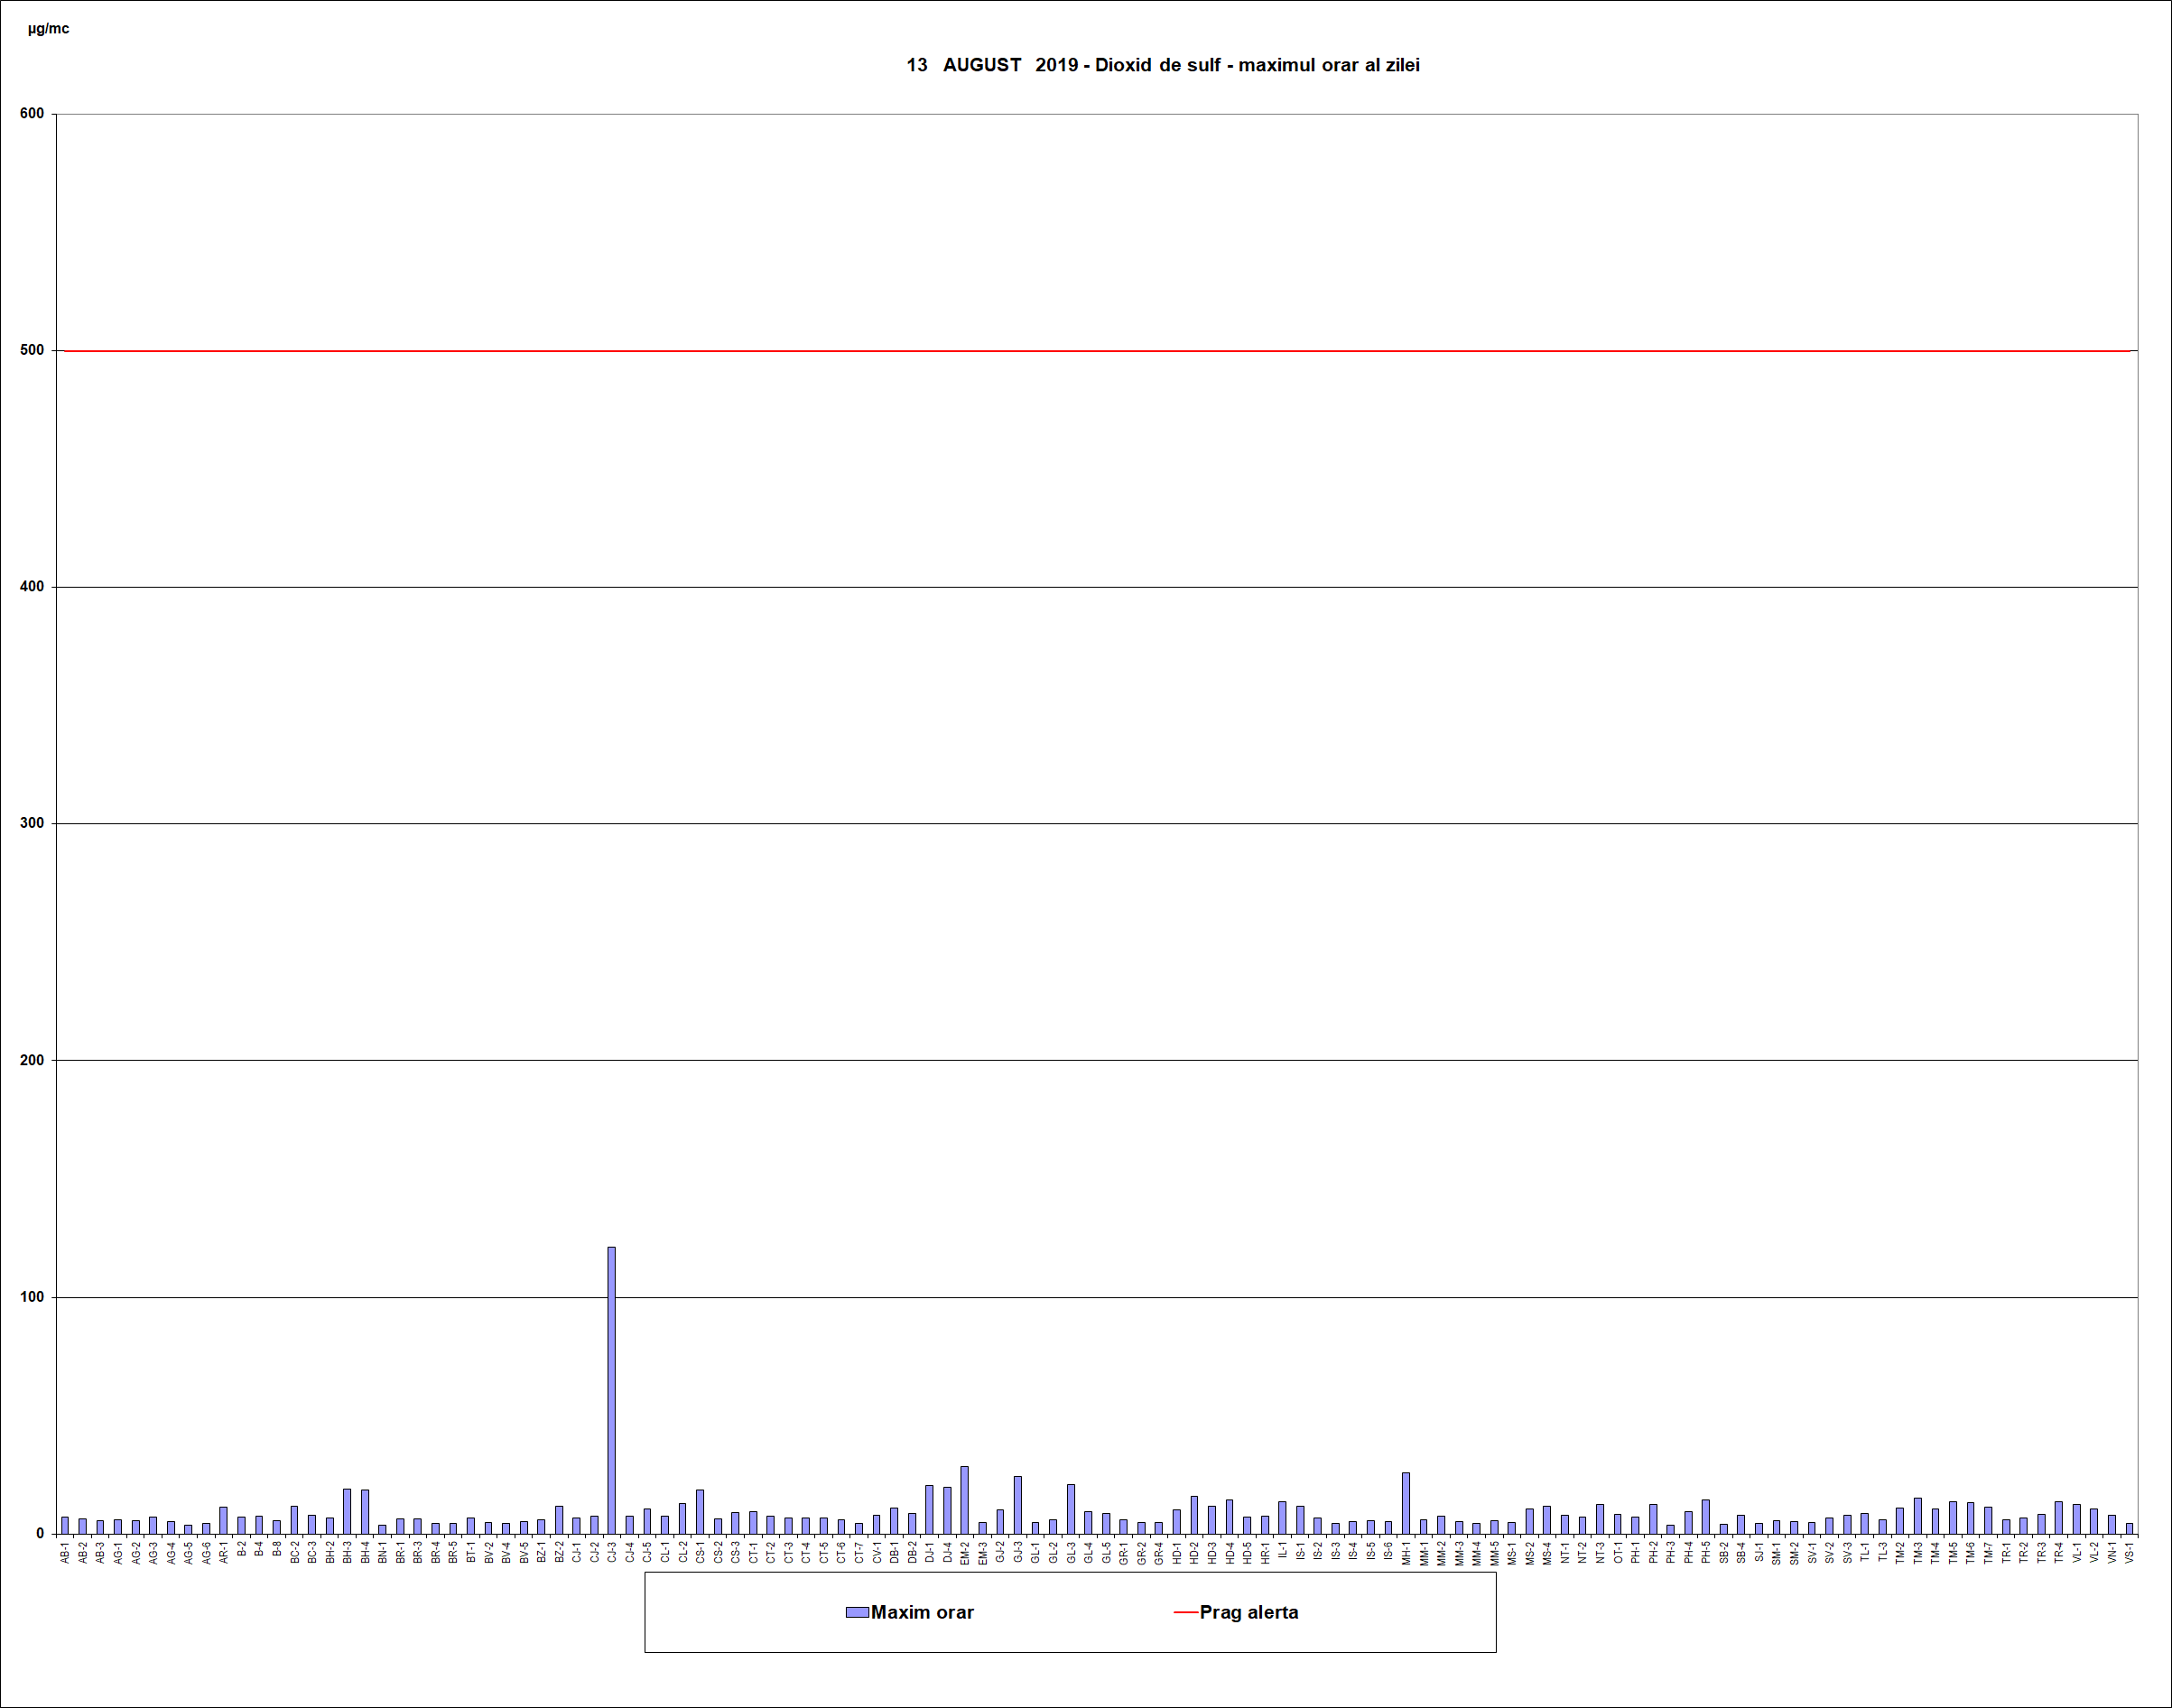 µg/mc
13 AUGUST 2019 - Dioxid de sulf - maximul orar al zilei
600
500
400
300
200
100
0
AB-1 AB-2 AB-3 AG-1 AG-2 AG-3 AG-4 AG-5 AG-6 AR-1 B-2 B-4 B-8 BC-2 BC-3 BH-2 BH-3 BH-4 BN-1 BR-1 BR-3 BR-4 BR-5 BT-1 BV-2 BV-4 BV-5 BZ-1 BZ-2 CJ-1 CJ-2 CJ-3 CJ-4 CJ-5 CL-1 CL-2 CS-1 CS-2 CS-3 CT-1 CT-2 CT-3 CT-4 CT-5 CT-6 CT-7 CV-1 DB-1 DB-2 DJ-1 DJ-4 EM-2 EM-3 GJ-2 GJ-3 GL-1 GL-2 GL-3 GL-4 GL-5 GR-1 GR-2 GR-4 HD-1 HD-2 HD-3 HD-4 HD-5 HR-1 IL-1 IS-1 IS-2 IS-3 IS-4 IS-5 IS-6 MH-1 MM-1 MM-2 MM-3 MM-4 MM-5 MS-1 MS-2 MS-4 NT-1 NT-2 NT-3 OT-1 PH-1 PH-2 PH-3 PH-4 PH-5 SB-2 SB-4 SJ-1 SM-1 SM-2 SV-1 SV-2 SV-3 TL-1 TL-3 TM-2 TM-3 TM-4 TM-5 TM-6 TM-7 TR-1 TR-2 TR-3 TR-4 VL-1 VL-2 VN-1 VS-1
Maxim orar Prag alerta